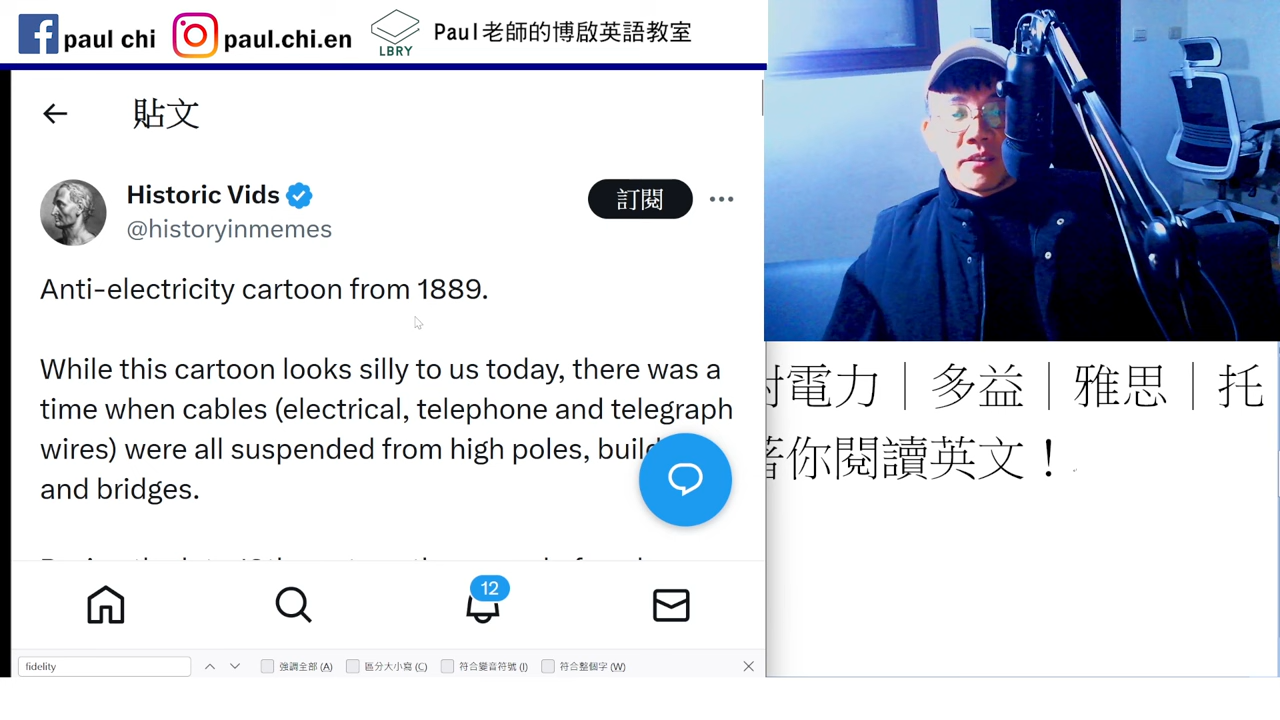 paul chi
paul.chi.en
LBRY
Paul老師的博啟英語教室
貼文
Historic Vids
@historyinmemes
訂閱
Anti-electricity cartoon from 1889.
While this cartoon looks silly to us today, there was a
time when cables (electrical, telephone and telegraph
wires) were all suspended from high poles,
and bridges.
12
fidelity
強調全部 (A)
區分大小寫 (C)
符合變音符號 (I)
符合整個字 (W)
電力｜多益｜雅思｜托
你閱讀英文！